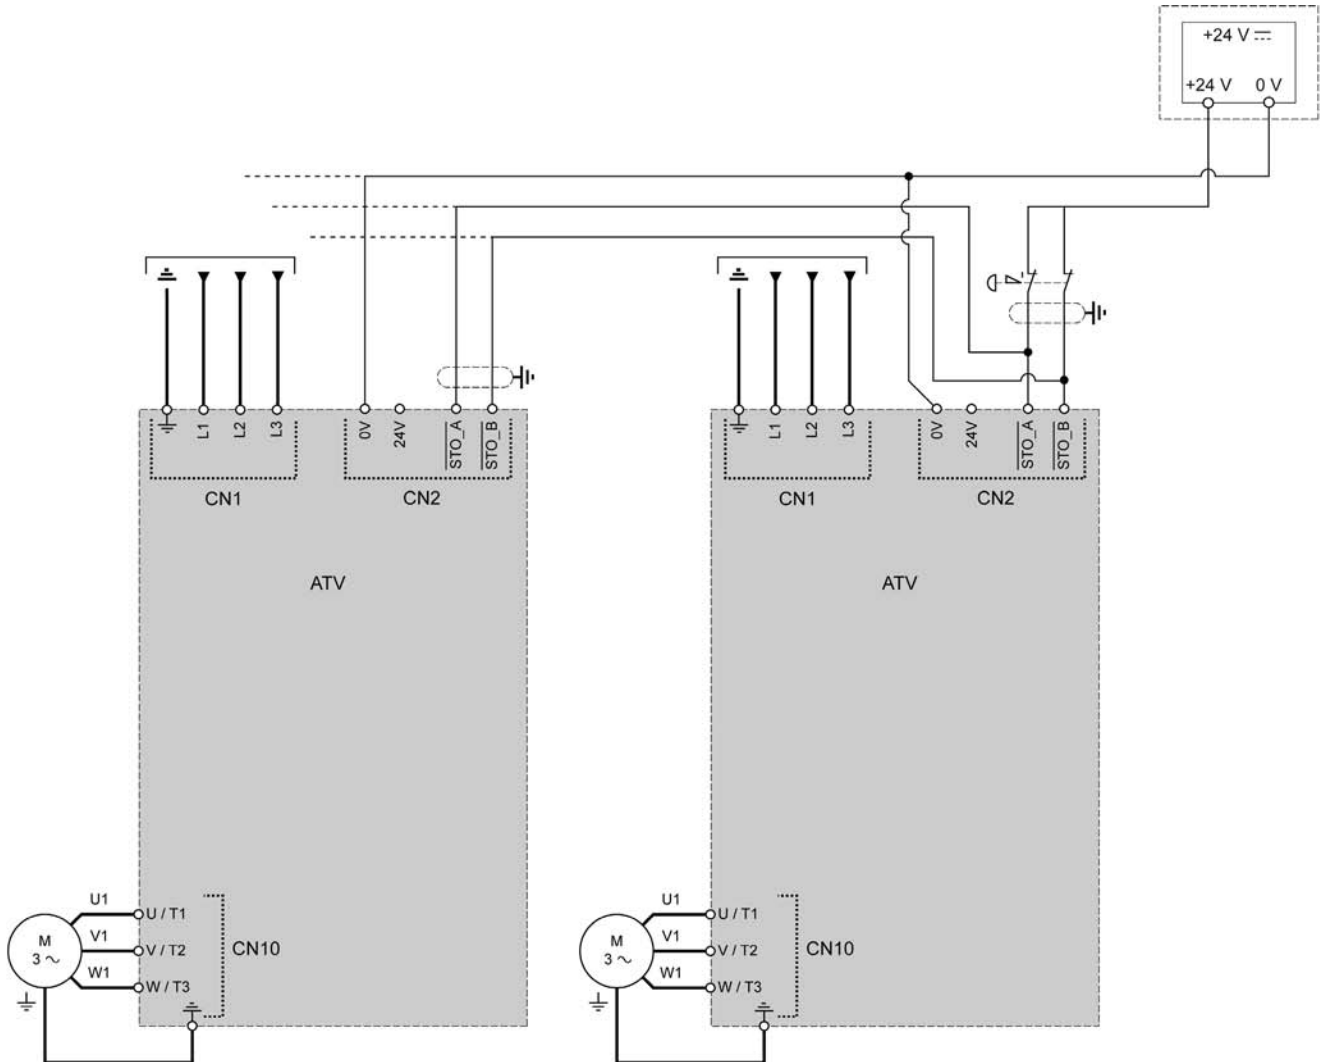 +24 V
+24 V 0 V
L1 L2 L3 0V 24V STO_A STO_B
CN1 CN2
ATV
U1
V1
W1
M
3 ~
U / T1
V / T2
W / T3
CN10
L1 L2 L3 0V 24V STO_A STO_B
CN1 CN2
ATV
U1
V1
W1
M
3 ~
U / T1
V / T2
W / T3
CN10